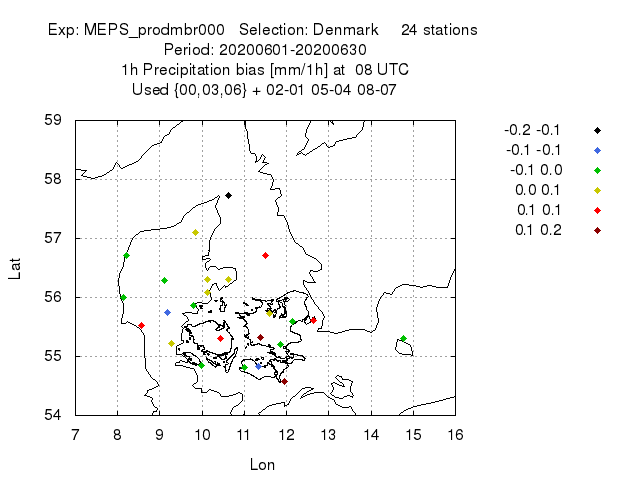 Exp: MEPS_prodmbr000   Selection: Denmark     24 stations
Period: 20200601-20200630
1h Precipitation bias [mm/1h] at  08 UTC
Used {00,03,06} + 02-01 05-04 08-07
59
58
57
56
55
54
Lat
7 8 9 10 11 12 13 14 15 16
Lon
-0.2 -0.1
-0.1 -0.1
-0.1 0.0
0.0 0.1
0.1 0.1
0.1 0.2